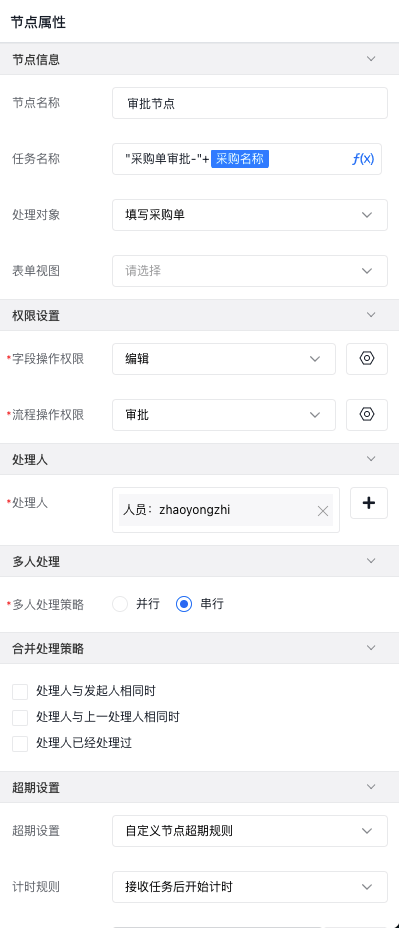 节点属性
节点信息
节点名称 审批节点
任务名称 "采购单审批-"+ 采购名称 f(x)
处理对象 填写采购单
表单视图 请选择
权限设置
*字段操作权限 编辑
*流程操作权限 审批
处理人
*处理人 人员：zhaoyongzhi
多人处理
*多人处理策略 并行 串行
合并处理策略
处理人与发起人相同时
处理人与上一处理人相同时
处理人已经处理过
超期设置
超期设置 自定义节点超期规则
计时规则 接收任务后开始计时